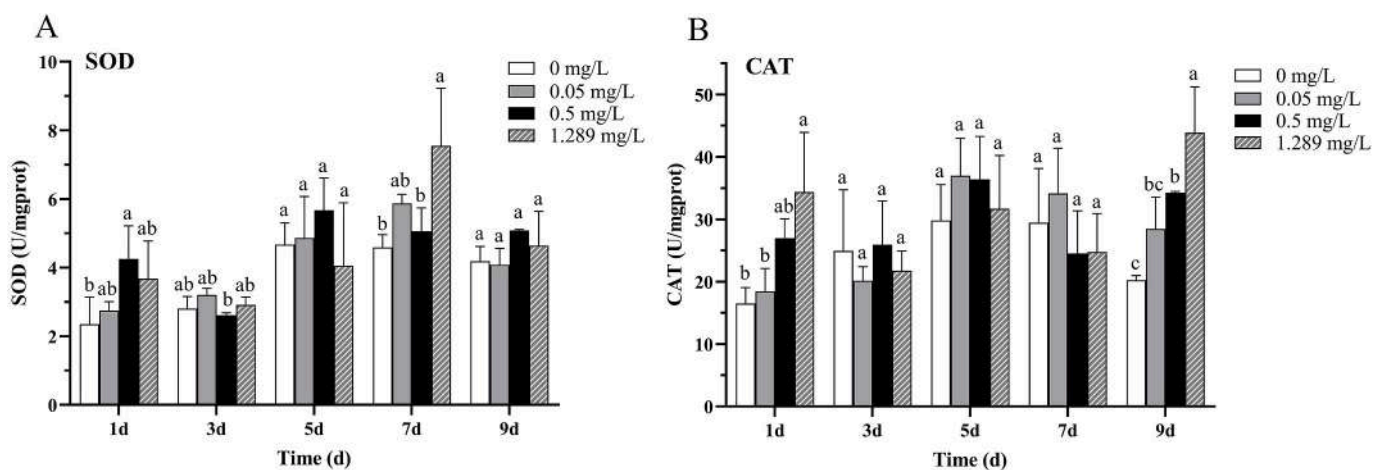 A
SOD
0 mg/L
0.05 mg/L
0.5 mg/L
1.289 mg/L
SOD (U/mgprot)
10
8
6
4
2
0
b b a ab
ab ab b ab
a a a a
b ab b a
a a a a
1d 3d 5d 7d 9d
Time (d)
B
CAT
0 mg/L
0.05 mg/L
0.5 mg/L
1.289 mg/L
CAT (U/mgprot)
50
40
30
20
10
0
b b ab a
a a a a
a a a a
a a a a
c bc b a
1d 3d 5d 7d 9d
Time (d)